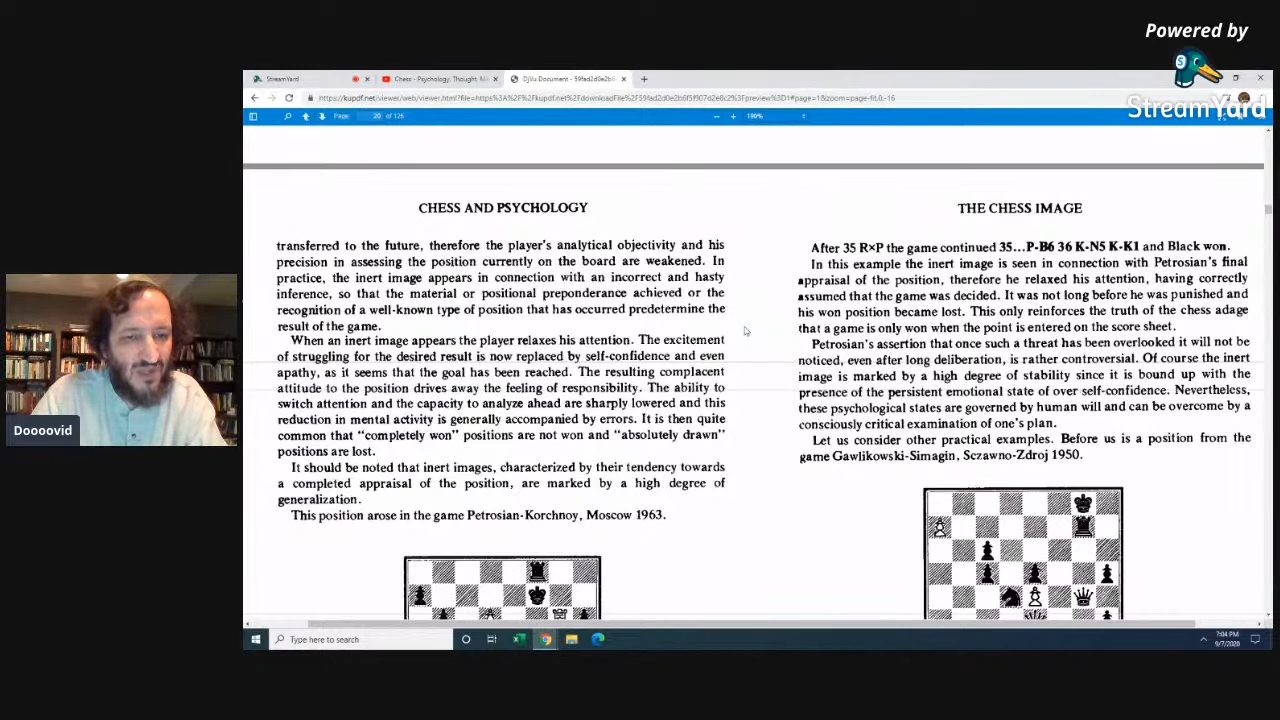 Powered by
StreamYard
StreamYard
Chess - Psychology, Thought
DjVu Document - 59fad2d0e2b6
Page
20 of 126
190%
CHESS AND PSYCHOLOGY
transferred to the future, therefore the player's analytical objectivity and his
precision in assessing the position currently on the board are weakened. In
practice, the inert image appears in connection with an incorrect and hasty
inference, so that the material or positional preponderance achieved or the
recognition of a well-known type of position that has occurred predetermine the
result of the game.
When an inert image appears the player relaxes his attention. The excitement
of struggling for the desired result is now replaced by self-confidence and even
apathy, as it seems that the goal has been reached. The resulting complacent
attitude to the position drives away the feeling of responsibility. The ability to
switch attention and the capacity to analyze ahead are sharply lowered and this
reduction in mental activity is generally accompanied by errors. It is then quite
common that “completely won” positions are not won and “absolutely drawn”
positions are lost.
It should be noted that inert images, characterized by their tendency towards
a completed appraisal of the position, are marked by a high degree of
generalization.
This position arose in the game Petrosian-Korchnoy, Moscow 1963.
THE CHESS IMAGE
After 35 R×P the game continued 35...P-B6 36 K-N5 K-K1 and Black won.
In this example the inert image is seen in connection with Petrosian's final
appraisal of the position, therefore he relaxed his attention, having correctly
assumed that the game was decided. It was not long before he was punished and
his won position became lost. This only reinforces the truth of the chess adage
that a game is only won when the point is entered on the score sheet.
Petrosian's assertion that once such a threat has been overlooked it will not be
noticed, even after long deliberation, is rather controversial. Of course the inert
image is marked by a high degree of stability since it is bound up with the
presence of the persistent emotional state of over self-confidence. Nevertheless,
these psychological states are governed by human will and can be overcome by a
consciously critical examination of one's plan.
Let us consider other practical examples. Before us is a position from the
game Gawlikowski-Simagin, Sczawno-Zdroj 1950.
Doooovid
Type here to search
7:04 PM
9/7/2020